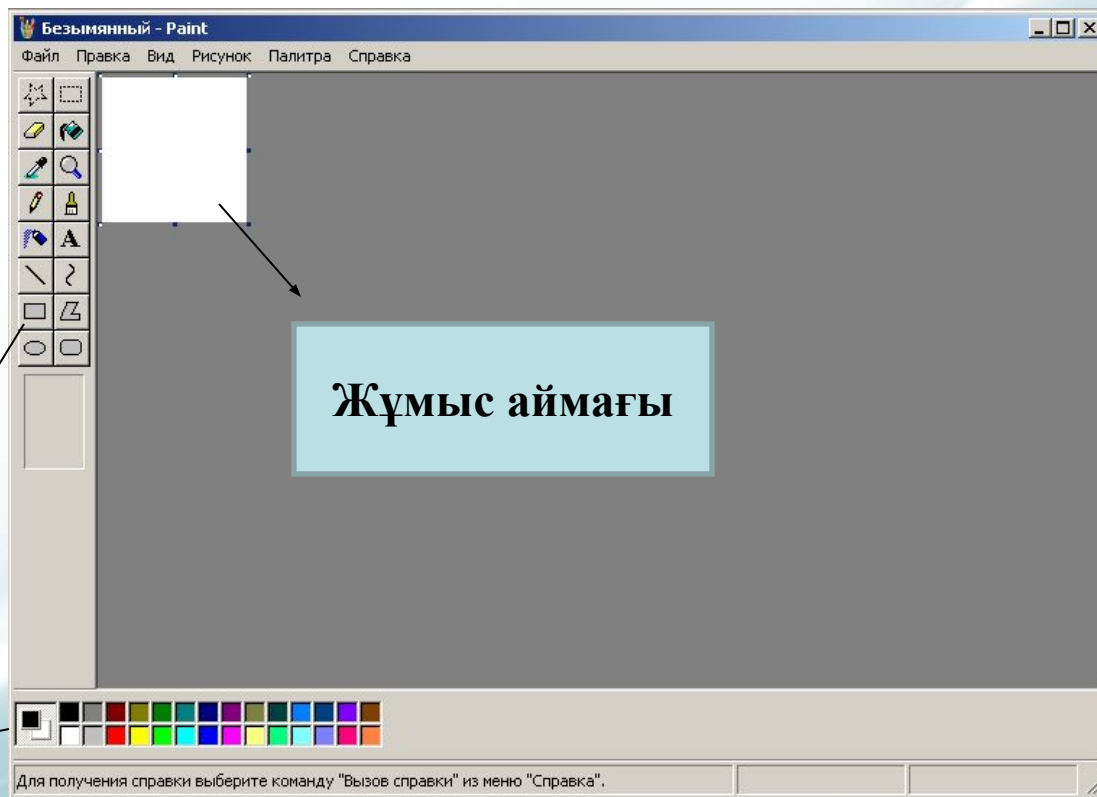 Безымянный - Paint
Файл Правка Вид Рисунок Палитра Справка
A
Жұмыс аймағы
Для получения справки выберите команду "Вызов справки" из меню "Справка".